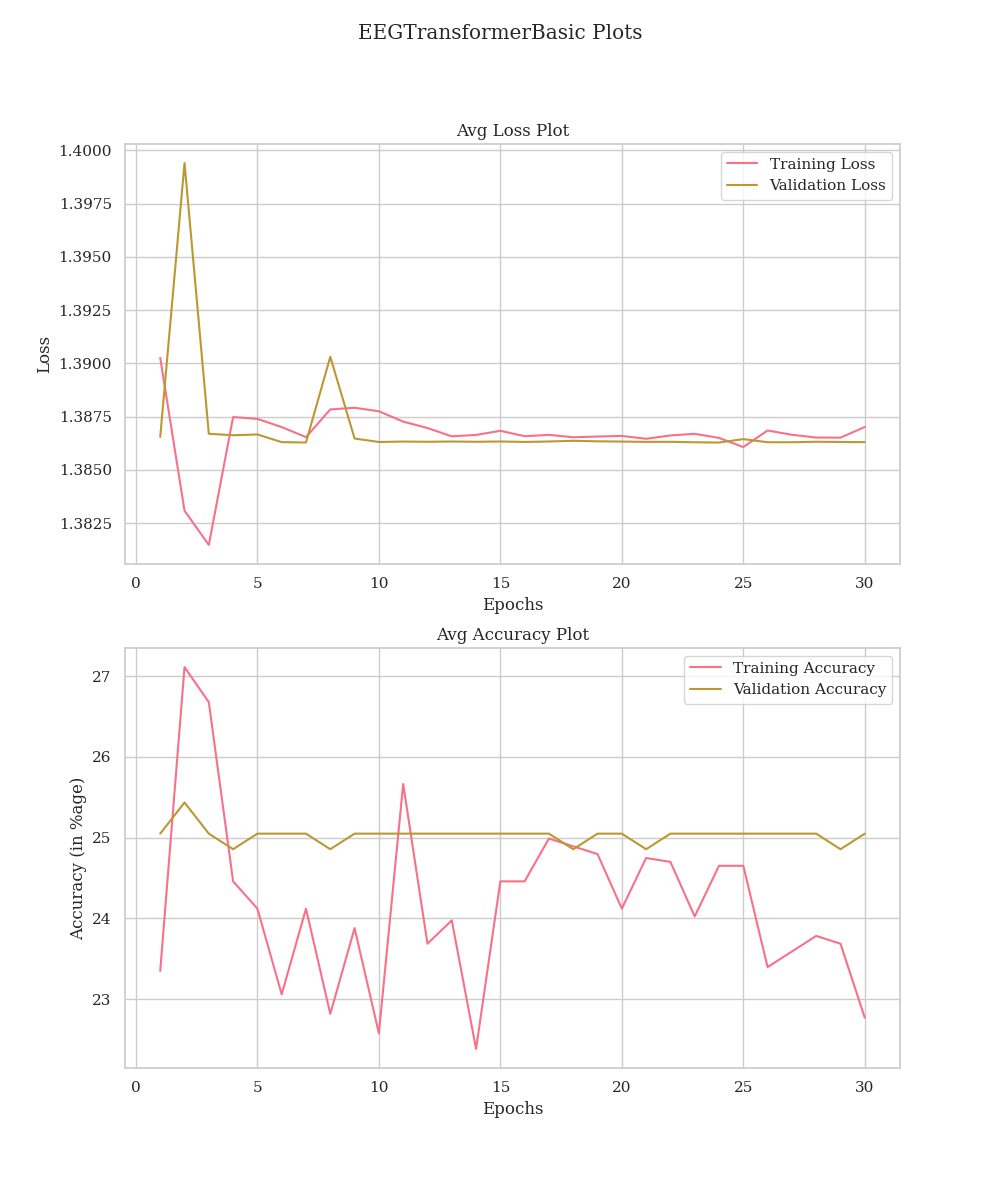 EEGTransformerBasic Plots
Avg Loss Plot
1.4000
1.3975
1.3950
1.3925
1.3900
1.3875
1.3850
1.3825
Loss
Training Loss
Validation Loss
0 5 10 15 20 25 30
Epochs
Avg Accuracy Plot
27
26
25
24
23
Accuracy (in %age)
Training Accuracy
Validation Accuracy
0 5 10 15 20 25 30
Epochs